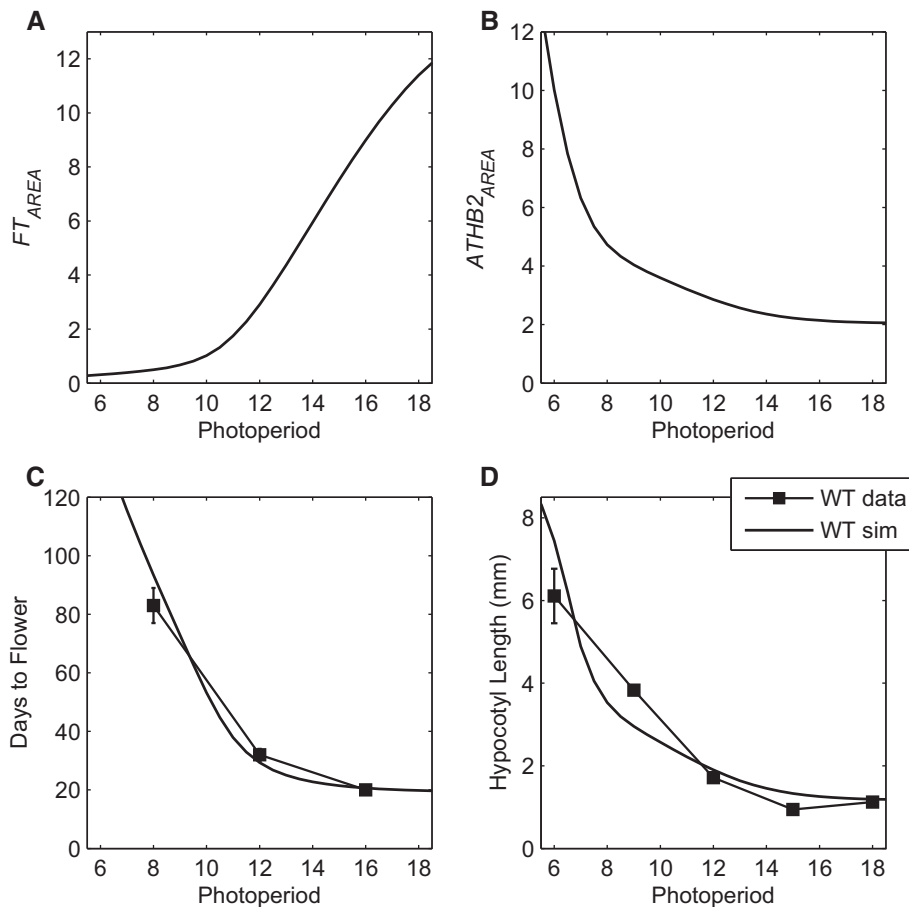 A
12
10
8
6
4
2
0
FT_AREA
6 8 10 12 14 16 18
Photoperiod
B
12
10
8
6
4
2
0
ATHB2_AREA
6 8 10 12 14 16 18
Photoperiod
C
120
100
80
60
40
20
0
Days to Flower
6 8 10 12 14 16 18
Photoperiod
D
WT data
WT sim
8
6
4
2
0
Hypocotyl Length (mm)
6 8 10 12 14 16 18
Photoperiod